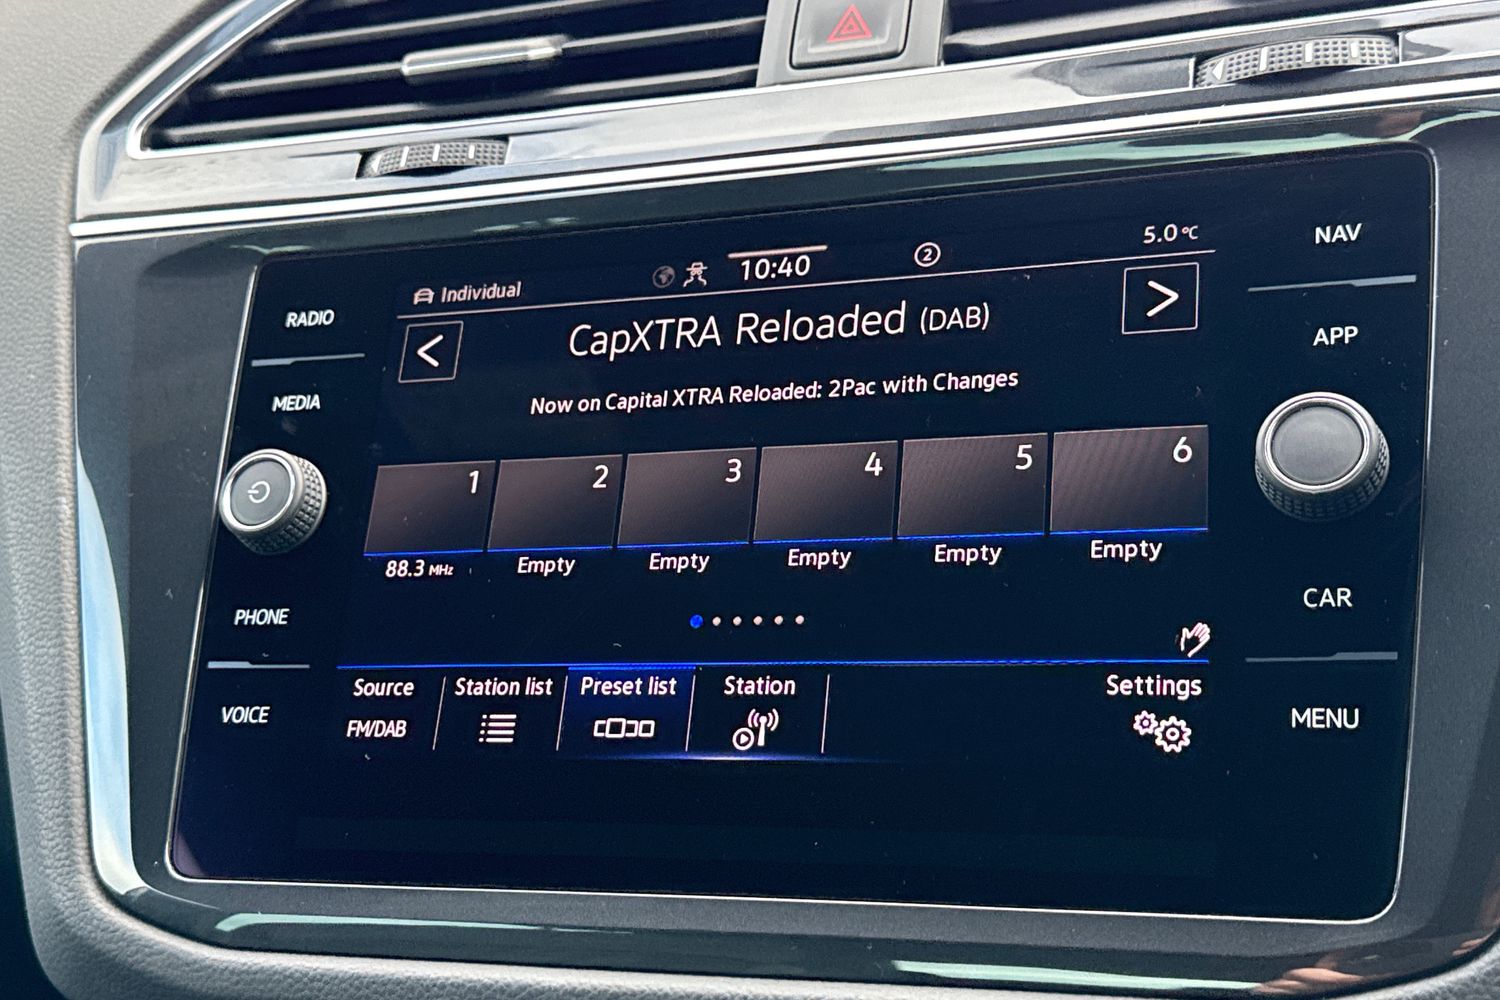 NAV
5.0°C
2
10:40
Individual
RADIO
CapXTRA Reloaded (DAB)
<
>
APP
MEDIA
Now on Capital XTRA Reloaded: 2Pac with Changes
1 2 3 4 5 6
88.3 MHz Empty Empty Empty Empty Empty
PHONE
CAR
Source Station list Preset list Station Settings
FM/DAB
VOICE
MENU